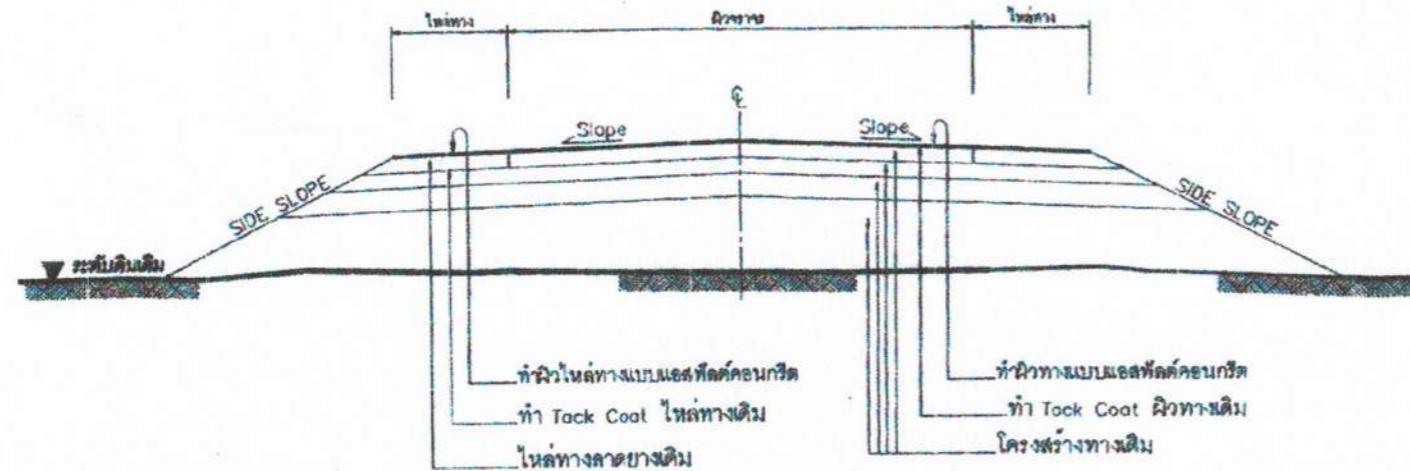 ไหล่ทาง ผิวจราจร ไหล่ทาง
℄
Slope Slope
SIDE SLOPE SIDE SLOPE
ระดับดินเดิม
ทำผิวไหล่ทางแบบแอสฟัลต์คอนกรีต
ทำผิวทางแบบแอสฟัลต์คอนกรีต
ทำ Tack Coat ไหล่ทางเดิม
ทำ Tack Coat ผิวทางเดิม
ไหล่ทางลาดยางเดิม
โครงสร้างทางเดิม